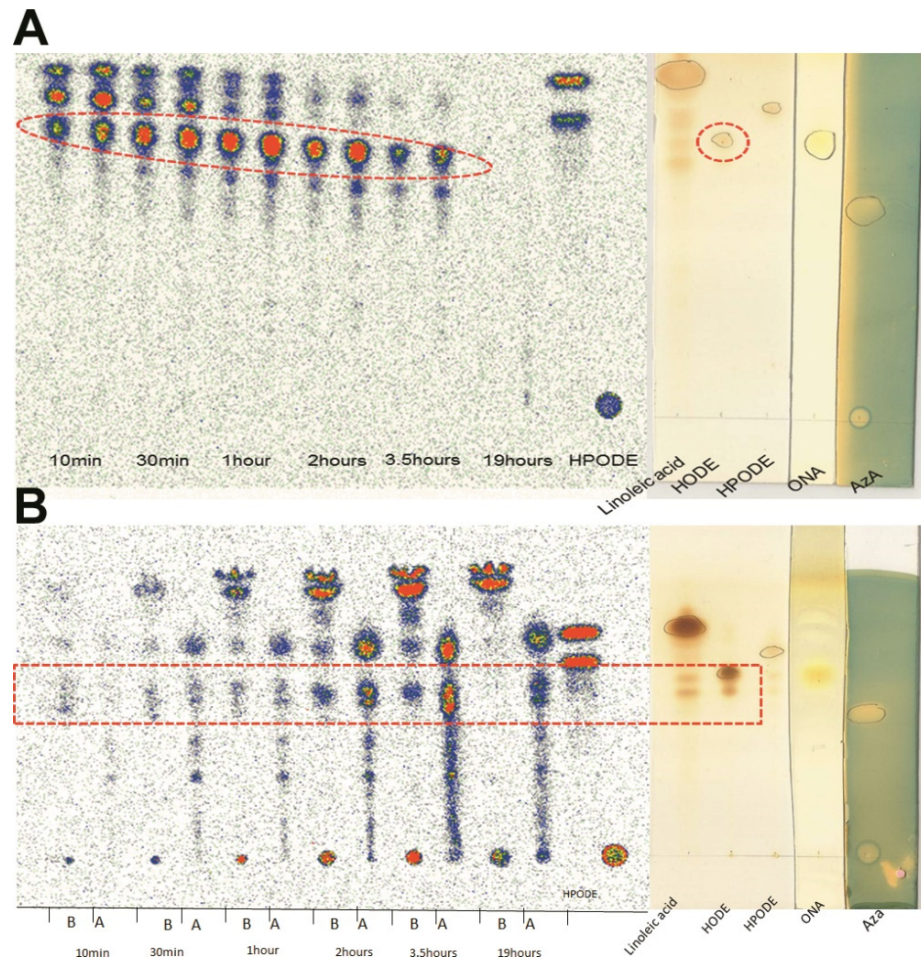 A
10min 30min 1hour 2hours 3.5hours 19hours HPODE
Linoleic acid HODE HPODE ONA AzA
B
HPODE
B A B A B A B A B A B A
10min 30min 1hour 2hours 3.5hours 19hours
Linoleic acid HODE HPODE ONA Aza